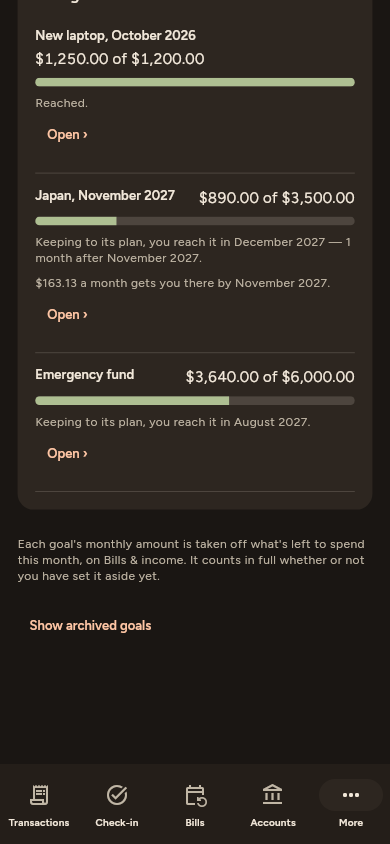 New laptop, October 2026
$1,250.00 of $1,200.00
Reached.
Open ›
Japan, November 2027
$890.00 of $3,500.00
Keeping to its plan, you reach it in December 2027 — 1
month after November 2027.
$163.13 a month gets you there by November 2027.
Open ›
Emergency fund
$3,640.00 of $6,000.00
Keeping to its plan, you reach it in August 2027.
Open ›
Each goal's monthly amount is taken off what's left to spend
this month, on Bills & income. It counts in full whether or not
you have set it aside yet.
Show archived goals
Transactions
Check-in
Bills
Accounts
More